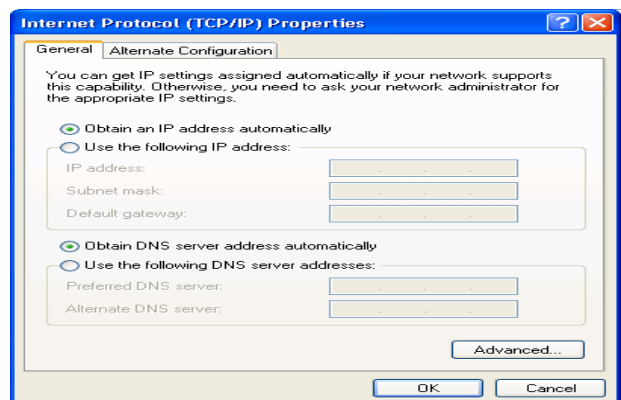 Internet Protocol (TCP/IP) Properties
General Alternate Configuration
You can get IP settings assigned automatically if your network supports
this capability. Otherwise, you need to ask your network administrator for
the appropriate IP settings.
Obtain an IP address automatically
Use the following IP address:
IP address:
Subnet mask:
Default gateway:
Obtain DNS server address automatically
Use the following DNS server addresses:
Preferred DNS server:
Alternate DNS server:
Advanced...
OK Cancel